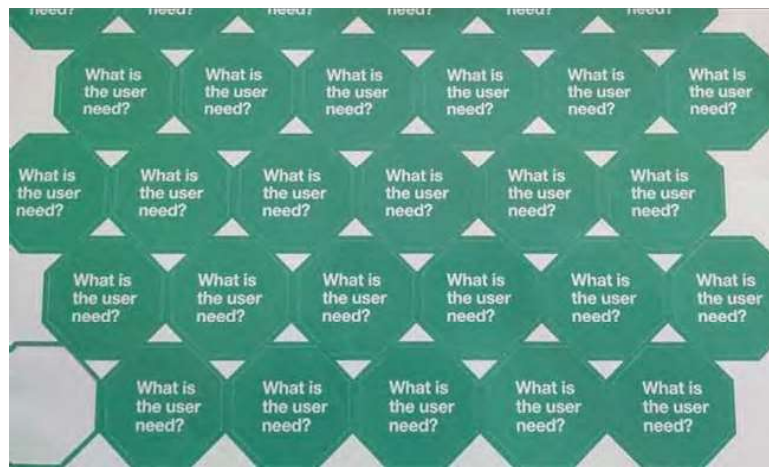 need?
need?
need?
need?
need?
need?
What is
the user
need?
What is
the user
need?
What is
the user
need?
What is
the user
need?
What is
the user
need?
What is
the user
need?
What is
the user
need?
What is
the user
need?
What is
the user
need?
What is
the user
need?
What is
the user
need?
What is
the user
need?
What is
the user
need?
What is
the user
need?
What is
the user
need?
What is
the user
need?
What is
the user
need?
What is
the user
need?
What is
the user
need?
What is
the user
need?
What is
the user
need?
What is
the user
need?
What is
the user
need?